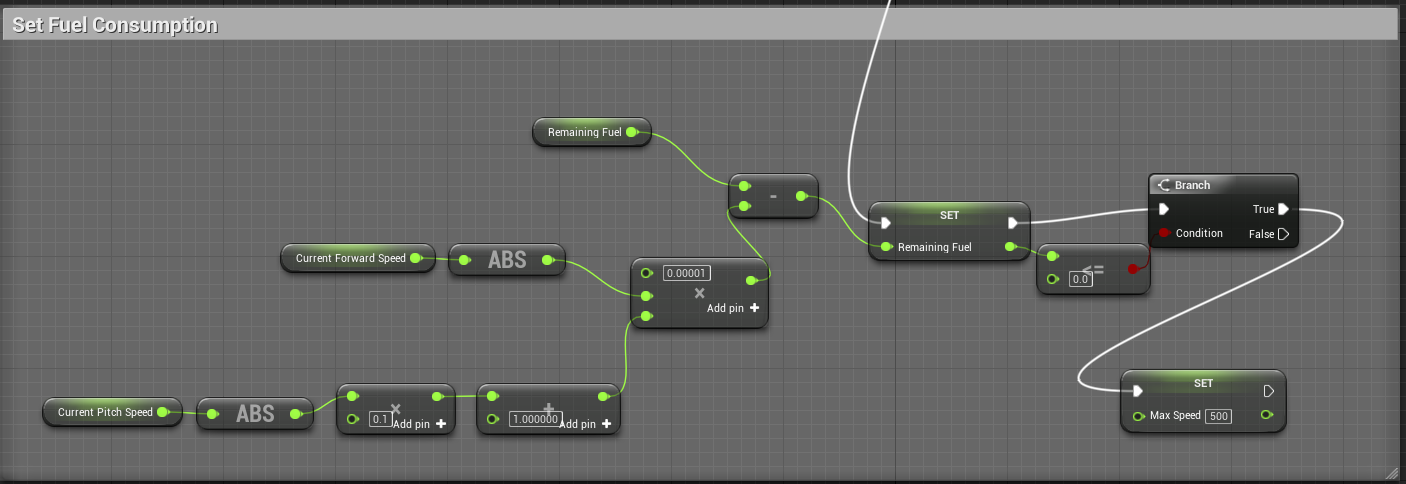 Set Fuel Consumption
Remaining Fuel
-
SET
Remaining Fuel
Branch
True
Condition
False
<=
0.0
Current Forward Speed
ABS
0.00001
×
Add pin +
Current Pitch Speed
ABS
×
0.1
Add pin +
+
1.000000
Add pin +
SET
Max Speed 500